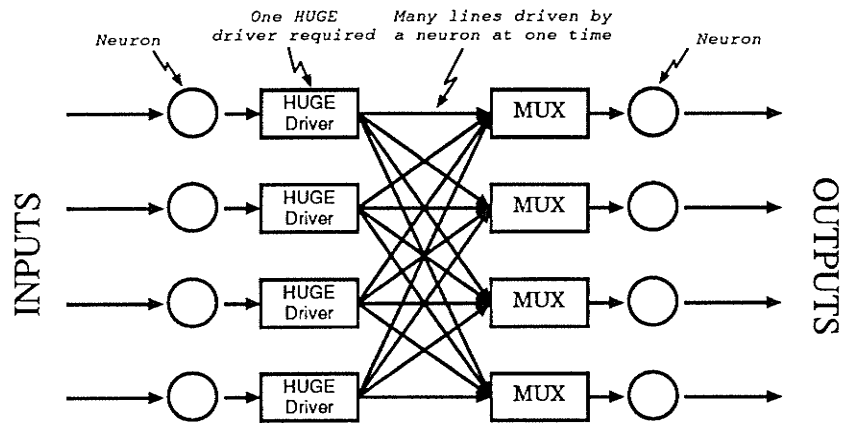 One HUGE
driver required
Many lines driven by
a neuron at one time
Neuron
Neuron
HUGE
Driver
MUX
HUGE
Driver
MUX
HUGE
Driver
MUX
HUGE
Driver
MUX
INPUTS
OUTPUTS